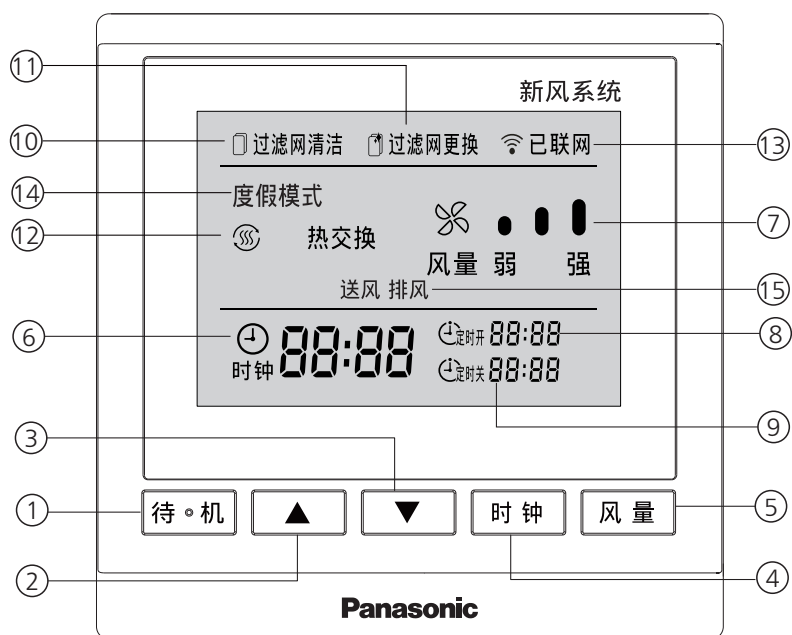 ⑪
新风系统
⑩ 过滤网清洁 过滤网更换 已联网 ⑬
⑭ 度假模式
⑫ 热交换 ⑦
风量 弱 强
送风 排风 ⑮
⑥ 88:88 定时开 88:88 ⑧
时钟 定时关 88:88
③ ⑨
① 待机 ▲ ▼ 时钟 风量 ⑤
② ④
Panasonic